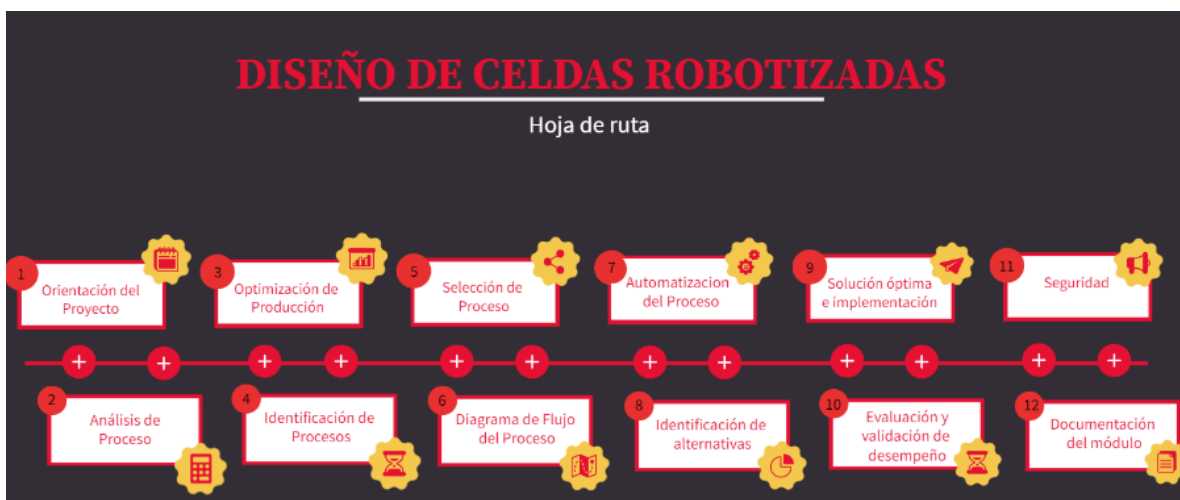 DISEÑO DE CELDAS ROBOTIZADAS
Hoja de ruta
1
Orientación del
Proyecto
2
Análisis de
Proceso
3
Optimización de
Producción
4
Identificación de
Procesos
5
Selección de
Proceso
6
Diagrama de Flujo
del Proceso
7
Automatizacion
del Proceso
8
Identificación de
alternativas
9
Solución óptima
e implementación
10
Evaluación y
validación de
desempeño
11
Seguridad
12
Documentación
del módulo